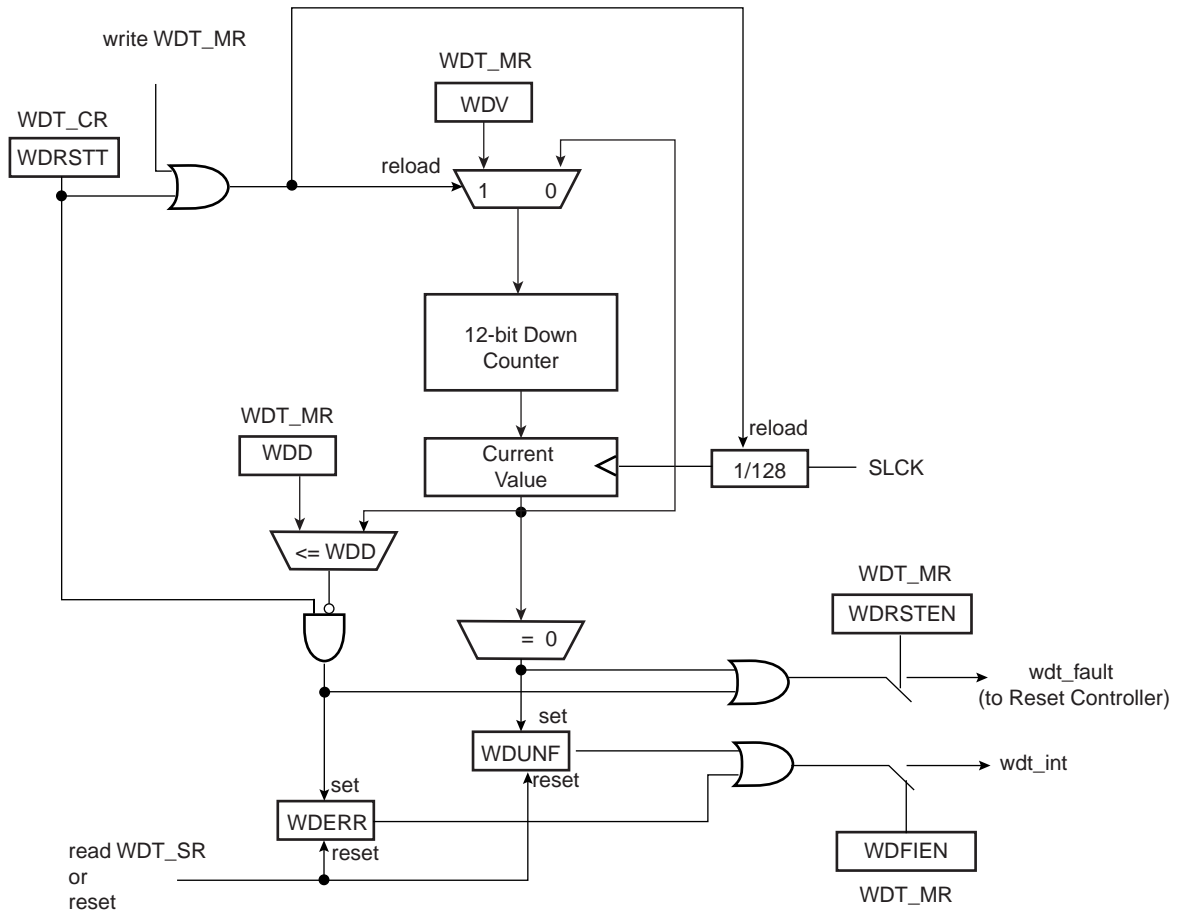 write WDT_MR
WDT_MR
WDV
WDT_CR
WDRSTT
reload
1 0
12-bit Down
Counter
WDT_MR
WDD
Current
Value
reload
1/128
SLCK
<= WDD
WDT_MR
WDRSTEN
= 0
wdt_fault
(to Reset Controller)
set
WDUNF
reset
wdt_int
set
WDERR
reset
read WDT_SR
or
reset
WDFIEN
WDT_MR